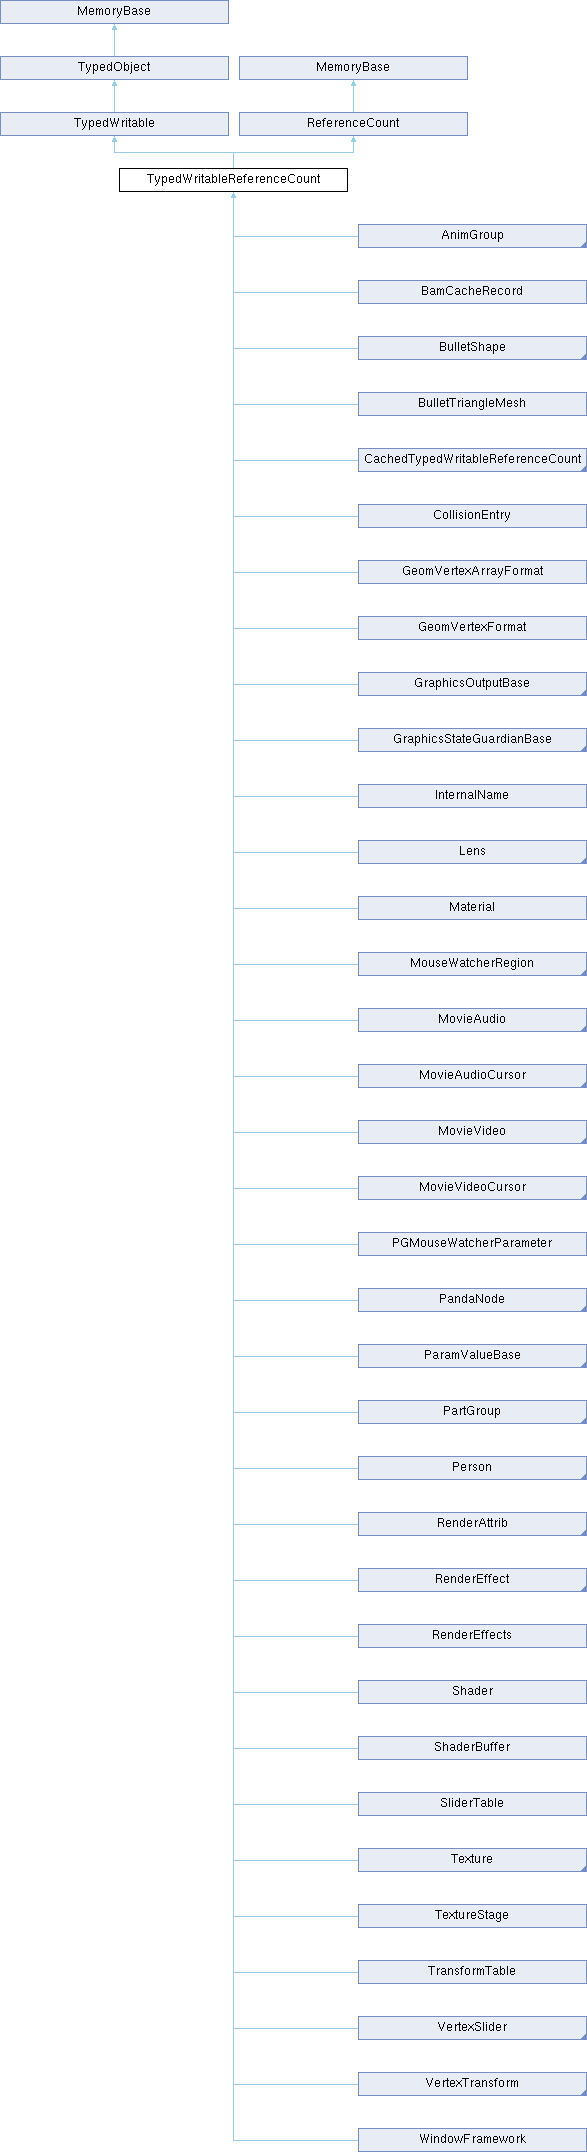 MemoryBase
TypedObject
MemoryBase
TypedWritable
ReferenceCount
TypedWritableReferenceCount
AnimGroup
BamCacheRecord
BulletShape
BulletTriangleMesh
CachedTypedWritableReferenceCount
CollisionEntry
GeomVertexArrayFormat
GeomVertexFormat
GraphicsOutputBase
GraphicsStateGuardianBase
InternalName
Lens
Material
MouseWatcherRegion
MovieAudio
MovieAudioCursor
MovieVideo
MovieVideoCursor
PGMouseWatcherParameter
PandaNode
ParamValueBase
PartGroup
Person
RenderAttrib
RenderEffect
RenderEffects
Shader
ShaderBuffer
SliderTable
Texture
TextureStage
TransformTable
VertexSlider
VertexTransform
WindowFramework